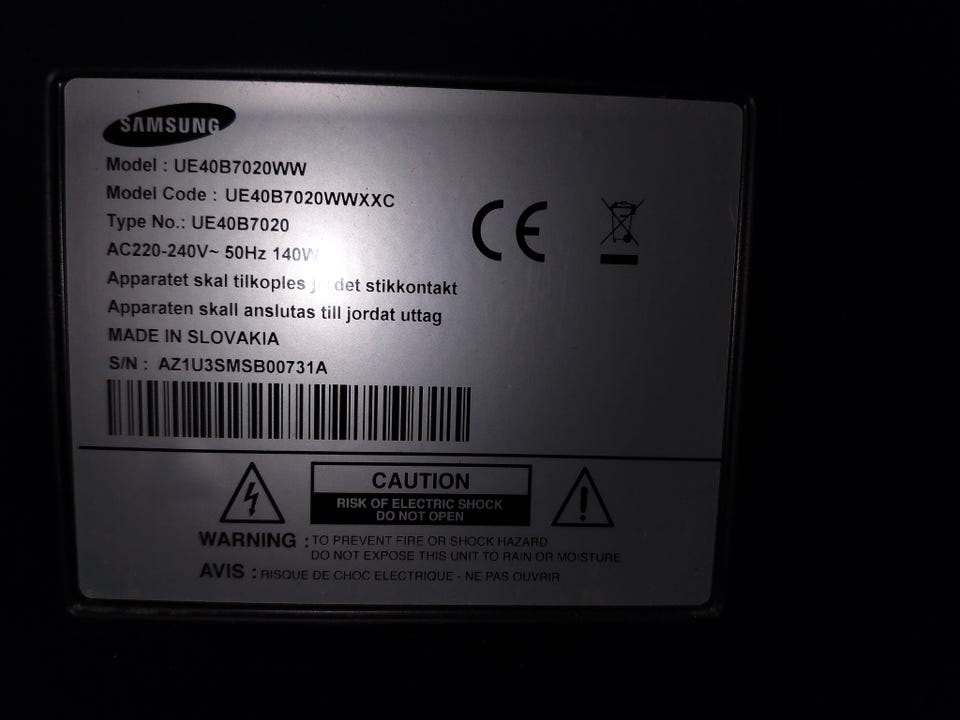 SAMSUNG
Model : UE40B7020WW
Model Code : UE40B7020WWXXC
Type No.: UE40B7020
AC220-240V~ 50Hz 140W
Apparatet skal tilkoples jordet stikkontakt
Apparaten skall anslutas till jordat uttag
MADE IN SLOVAKIA
S/N : AZ1U3SMSB00731A
CE
CAUTION
RISK OF ELECTRIC SHOCK
DO NOT OPEN
WARNING : TO PREVENT FIRE OR SHOCK HAZARD
DO NOT EXPOSE THIS UNIT TO RAIN OR MOISTURE
AVIS : RISQUE DE CHOC ELECTRIQUE - NE PAS OUVRIR